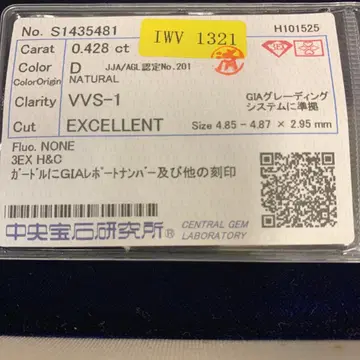 No. S1435481
IWV 1321
H101525
Carat 0.428 ct
Color D JJA/AGL認定No.201
ColorOrigin NATURAL
Clarity VVS-1
GIAグレーディング
システムに準拠
Cut EXCELLENT
Size 4.85 - 4.87 × 2.95 mm
Fluo. NONE
3EX H&C
ガードルにGIAレポートナンバー及び他の刻印
中央宝石研究所®
CENTRAL GEM
LABORATORY